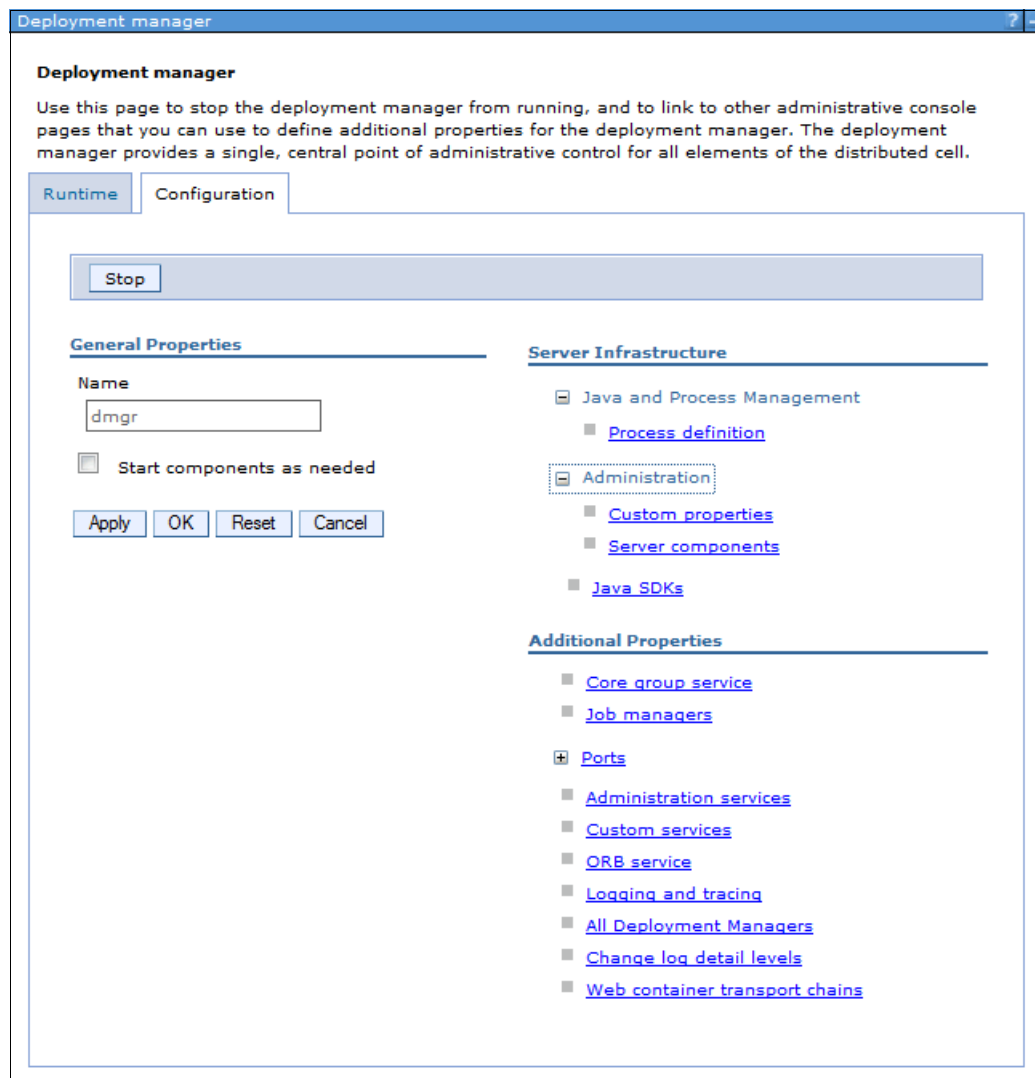 Deployment manager
?
Deployment manager
Use this page to stop the deployment manager from running, and to link to other administrative console
pages that you can use to define additional properties for the deployment manager. The deployment
manager provides a single, central point of administrative control for all elements of the distributed cell.
Runtime
Configuration
Stop
General Properties
Name
dmgr
Start components as needed
Apply OK Reset Cancel
Server Infrastructure
Java and Process Management
Process definition
Administration
Custom properties
Server components
Java SDKs
Additional Properties
Core group service
Job managers
Ports
Administration services
Custom services
ORB service
Logging and tracing
All Deployment Managers
Change log detail levels
Web container transport chains